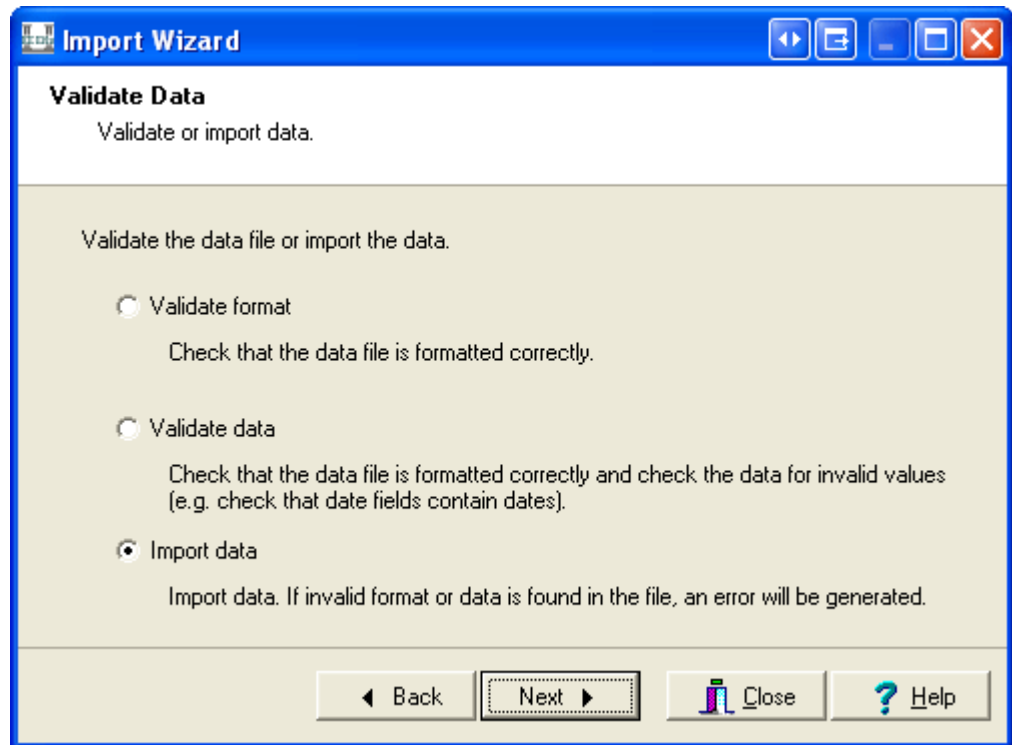 Import Wizard
Validate Data
Validate or import data.
Validate the data file or import the data.
Validate format
Check that the data file is formatted correctly.
Validate data
Check that the data file is formatted correctly and check the data for invalid values
(e.g. check that date fields contain dates).
Import data
Import data. If invalid format or data is found in the file, an error will be generated.
Back Next Close Help